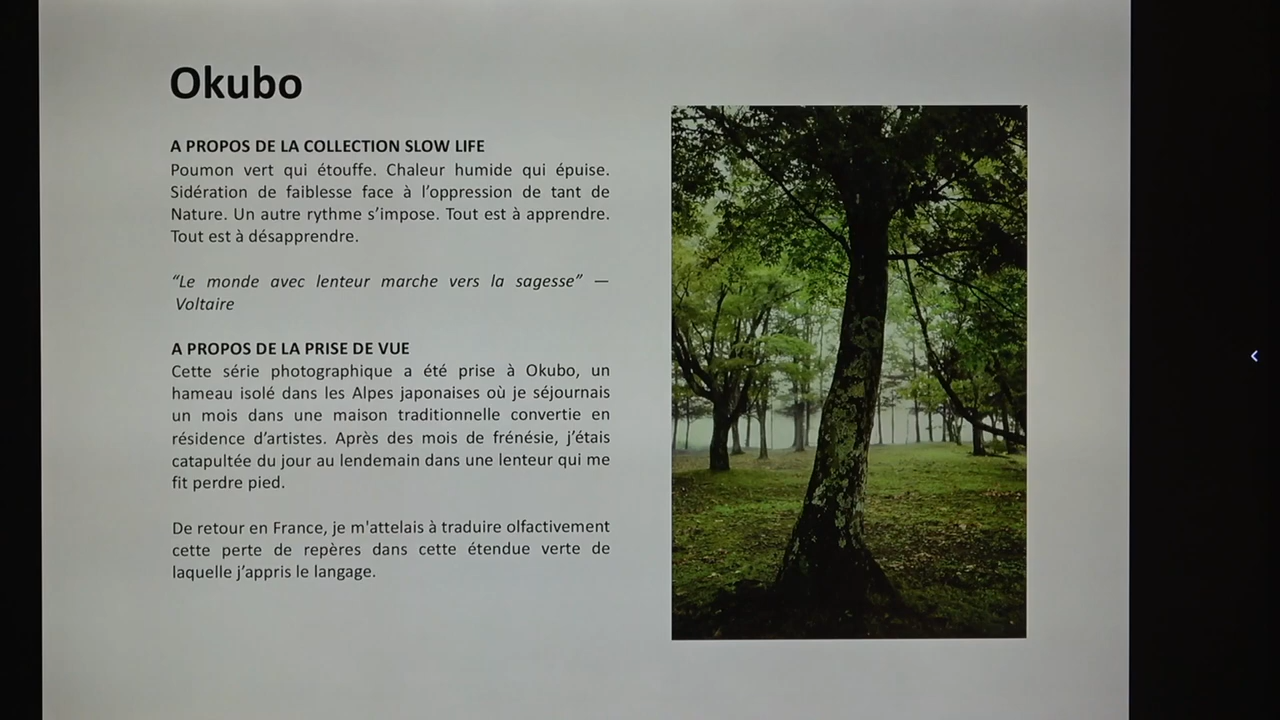 Okubo
A PROPOS DE LA COLLECTION SLOW LIFE
Poumon vert qui étouffe. Chaleur humide qui épuise.
Sidération de faiblesse face à l’oppression de tant de
Nature. Un autre rythme s’impose. Tout est à apprendre.
Tout est à désapprendre.
“Le monde avec lenteur marche vers la sagesse” —
Voltaire
A PROPOS DE LA PRISE DE VUE
Cette série photographique a été prise à Okubo, un
hameau isolé dans les Alpes japonaises où je séjournais
un mois dans une maison traditionnelle convertie en
résidence d’artistes. Après des mois de frénésie, j’étais
catapultée du jour au lendemain dans une lenteur qui me
fit perdre pied.
De retour en France, je m'attelais à traduire olfactivement
cette perte de repères dans cette étendue verte de
laquelle j’appris le langage.